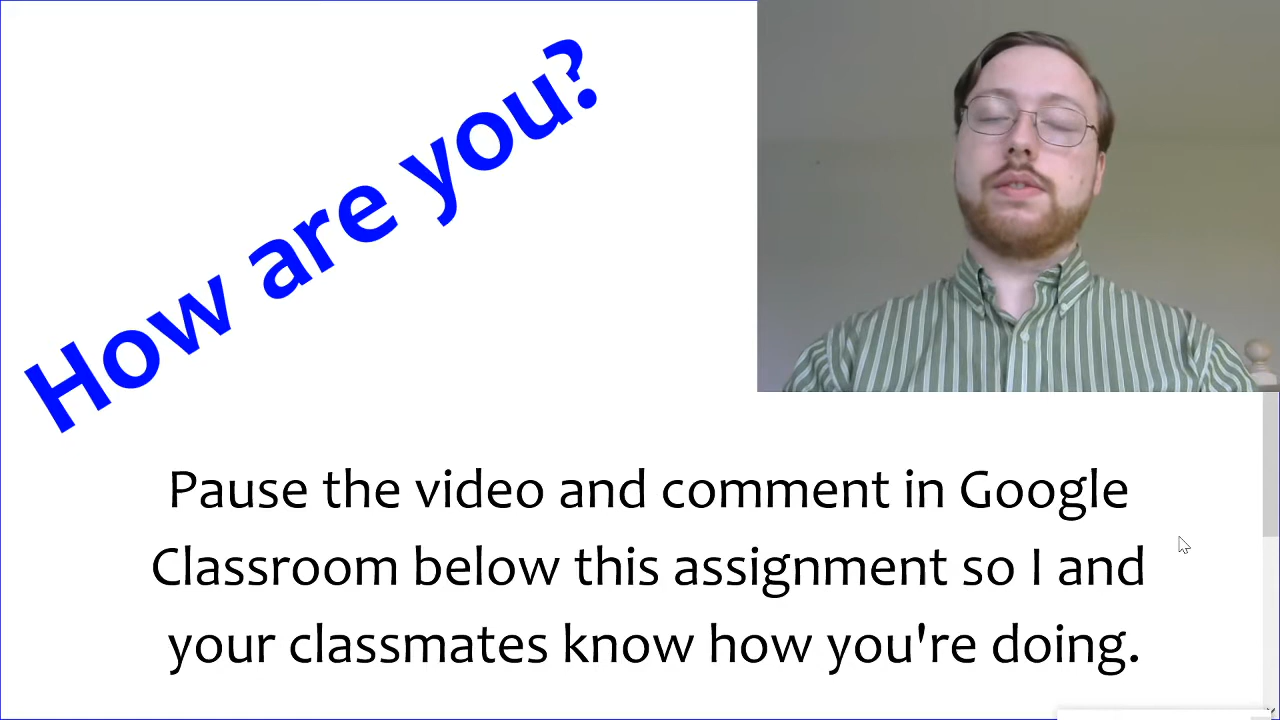 How are you?
Pause the video and comment in Google
Classroom below this assignment so I and
your classmates know how you're doing.